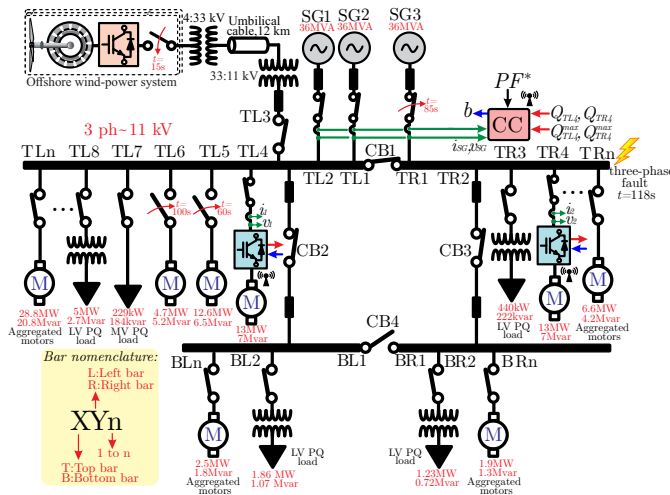 SG1 SG2 SG3
36MVA 36MVA 36MVA
4:33 kV
Umbilical
cable,12 km
t=
15s
Offshore wind-power system
33:11 kV
t=
85s
PF*
b
CC
Q_TL4, Q_TR4
Q_TL4^max, Q_TR4^max
i_SG, v_SG
TL3
3 ph~11 kV
CB1
TLn TL8 TL7 TL6 TL5 TL4
TL2 TL1 TR1 TR2
TR3 TR4 TRn
three-phase
fault
t=118s
t=
100s
t=
60s
i1
v1
i2
v2
CB2
CB3
M M M M M M
28.8MW
20.8Mvar
Aggregated
motors
5MW
2.7Mvar
LV PQ
load
229kW
184kvar
MV PQ
load
4.7MW
5.2Mvar
12.6MW
6.5Mvar
13MW
7Mvar
440kW
222kvar
LV PQ
load
13MW
7Mvar
6.6MW
4.2Mvar
Aggregated
motors
CB4
BLn BL2 BL1 BR1 BR2 BRn
M M
2.5MW
1.8Mvar
Aggregated
motors
LV PQ
load
1.86 MW
1.07 Mvar
LV PQ
load
1.23MW
0.72Mvar
1.9MW
1.3Mvar
Aggregated
motors
Bar nomenclature:
L:Left bar
R:Right bar
XYn
1 to n
T:Top bar
B:Bottom bar